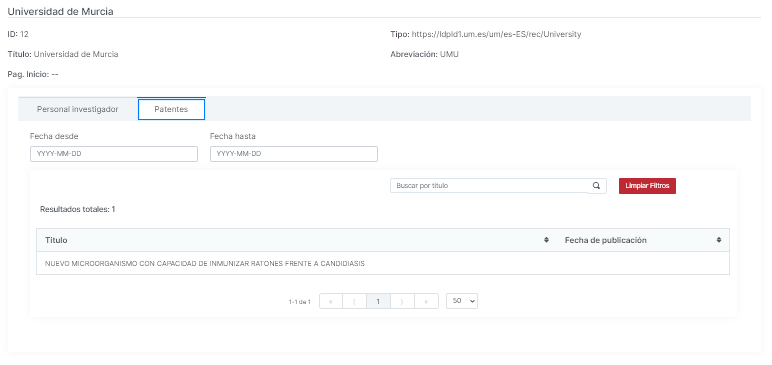 Universidad de Murcia
ID: 12
Tipo: https://ldpld1.um.es/um/es-ES/rec/University
Título: Universidad de Murcia
Abreviación: UMU
Pag. Inicio: --
Personal investigador
Patentes
Fecha desde
Fecha hasta
YYYY-MM-DD
YYYY-MM-DD
Buscar por título
Limpiar Filtros
Resultados totales: 1
Título
Fecha de publicación
NUEVO MICROORGANISMO CON CAPACIDAD DE INMUNIZAR RATONES FRENTE A CANDIDIASIS
1-1 de 1
«
⟨
1
⟩
»
50